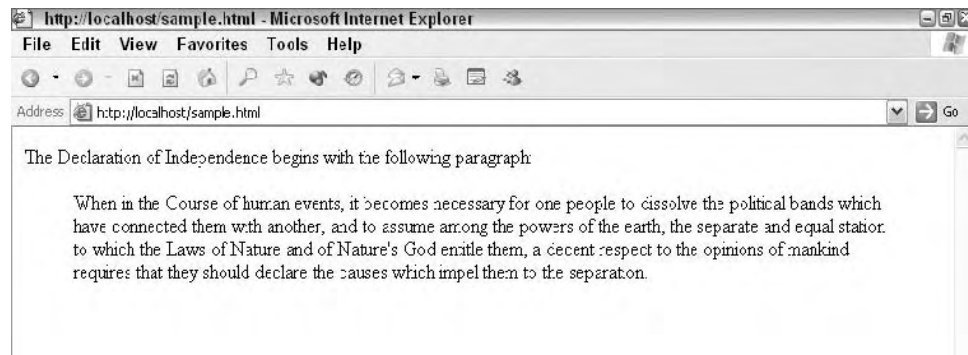 http://localhost/sample.html - Microsoft Internet Explorer
File Edit View Favorites Tools Help
Address http://localhost/sample.html Go
The Declaration of Independence begins with the following paragraph:
When in the Course of human events, it becomes necessary for one people to dissolve the political bands which
have connected them with another, and to assume among the powers of the earth, the separate and equal station
to which the Laws of Nature and of Nature's God entitle them, a decent respect to the opinions of mankind
requires that they should declare the causes which impel them to the separation.